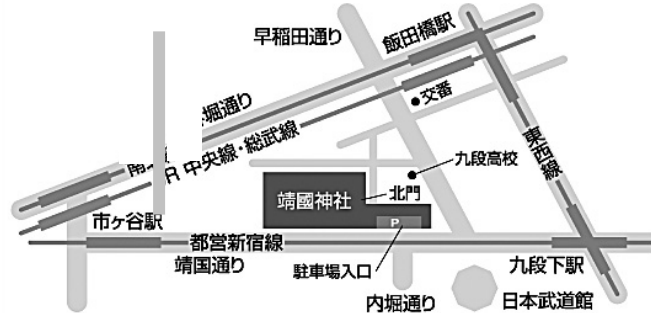 早稲田通り
飯田橋駅
堀通り
交番
R 中央線・総武線
東西線
九段高校
北門
靖國神社
P
市ヶ谷駅
都営新宿線
靖国通り
駐車場入口
九段下駅
内堀通り
日本武道館